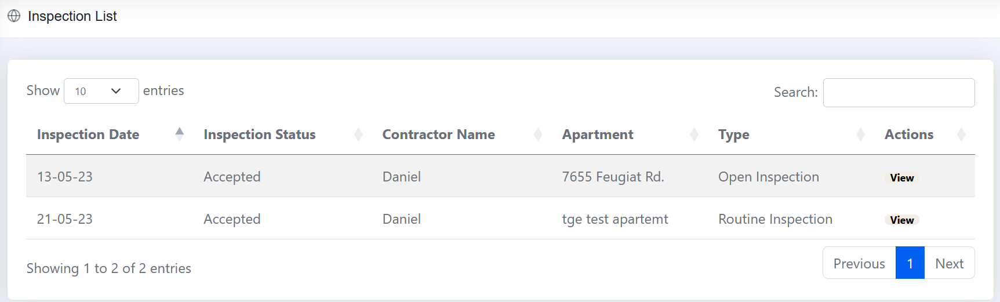 Inspection List
Show 10 entries
Search:
Inspection Date Inspection Status Contractor Name Apartment Type Actions
13-05-23 Accepted Daniel 7655 Feugiat Rd. Open Inspection View
21-05-23 Accepted Daniel tge test apartemt Routine Inspection View
Showing 1 to 2 of 2 entries
Previous 1 Next